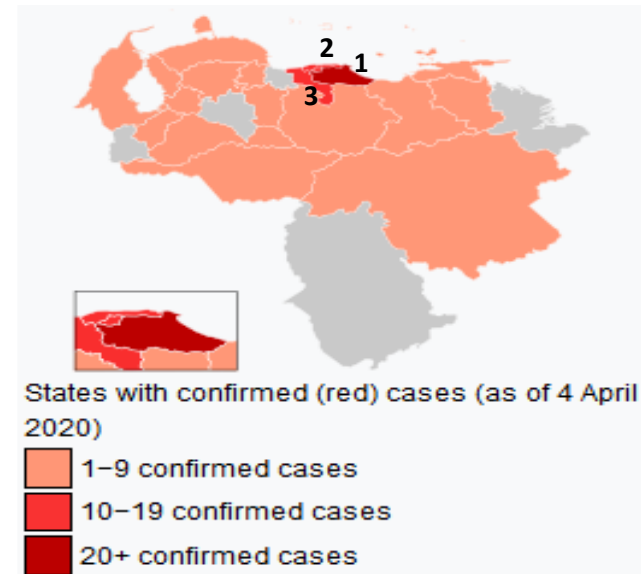 2
1
3
States with confirmed (red) cases (as of 4 April
2020)
1−9 confirmed cases
10−19 confirmed cases
20+ confirmed cases